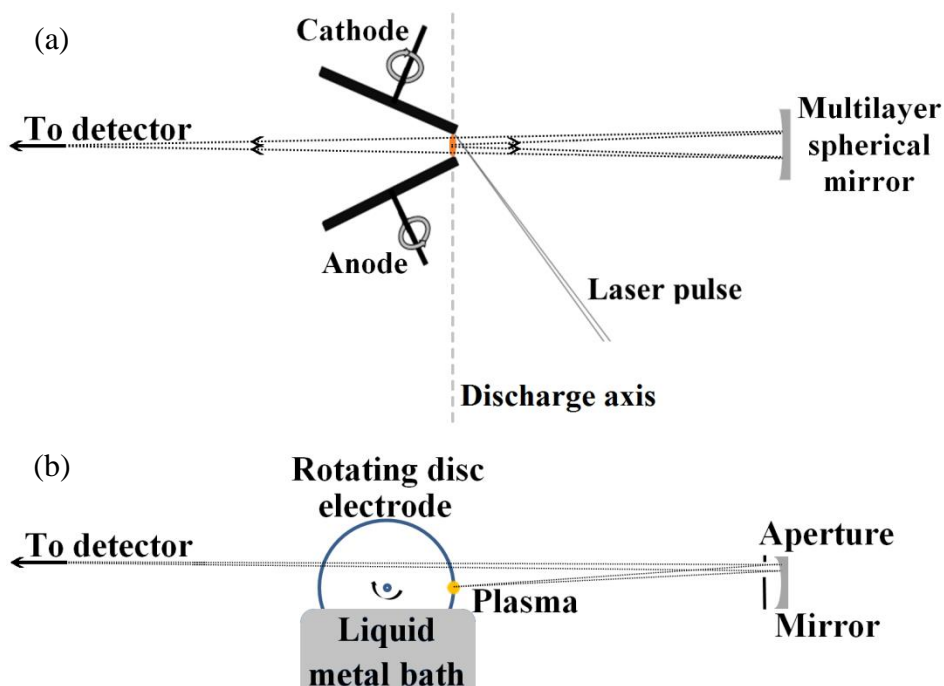 (a)
Cathode
To detector
Multilayer
spherical
mirror
Anode
Laser pulse
Discharge axis
(b)
Rotating disc
electrode
To detector
Aperture
Plasma
Mirror
Liquid
metal bath